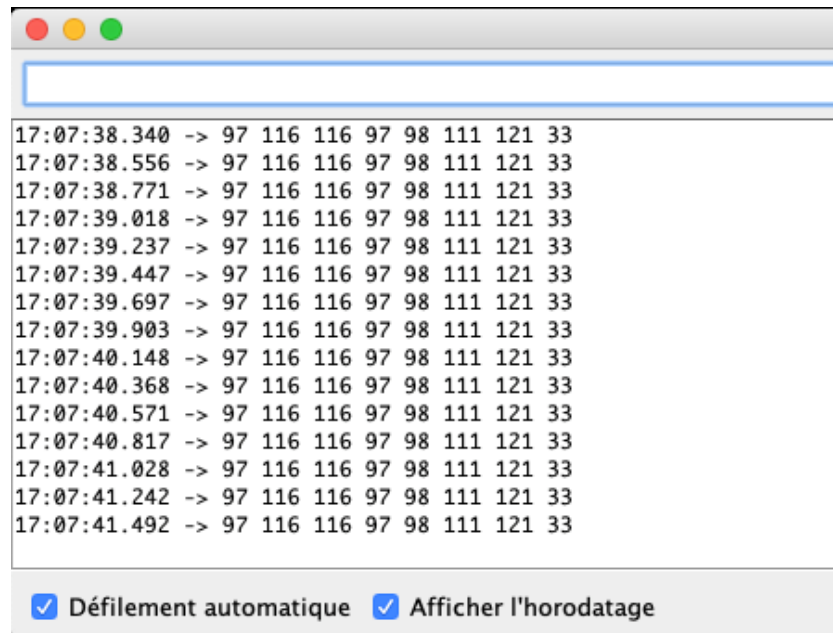 17:07:38.340 -> 97 116 116 97 98 111 121 33
17:07:38.556 -> 97 116 116 97 98 111 121 33
17:07:38.771 -> 97 116 116 97 98 111 121 33
17:07:39.018 -> 97 116 116 97 98 111 121 33
17:07:39.237 -> 97 116 116 97 98 111 121 33
17:07:39.447 -> 97 116 116 97 98 111 121 33
17:07:39.697 -> 97 116 116 97 98 111 121 33
17:07:39.903 -> 97 116 116 97 98 111 121 33
17:07:40.148 -> 97 116 116 97 98 111 121 33
17:07:40.368 -> 97 116 116 97 98 111 121 33
17:07:40.571 -> 97 116 116 97 98 111 121 33
17:07:40.817 -> 97 116 116 97 98 111 121 33
17:07:41.028 -> 97 116 116 97 98 111 121 33
17:07:41.242 -> 97 116 116 97 98 111 121 33
17:07:41.492 -> 97 116 116 97 98 111 121 33
Défilement automatique Afficher l'horodatage